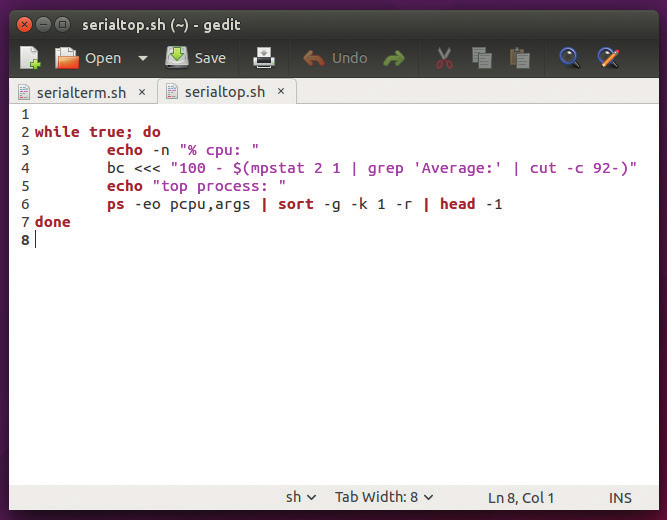 serialtop.sh (~) - gedit
Open Save Undo
serialterm.sh × serialtop.sh ×
1
2 while true; do
3 echo -n "% cpu: "
4 bc <<< "100 - $(mpstat 2 1 | grep 'Average:' | cut -c 92-)"
5 echo "top process: "
6 ps -eo pcpu,args | sort -g -k 1 -r | head -1
7 done
8
sh Tab Width: 8 Ln 8, Col 1 INS